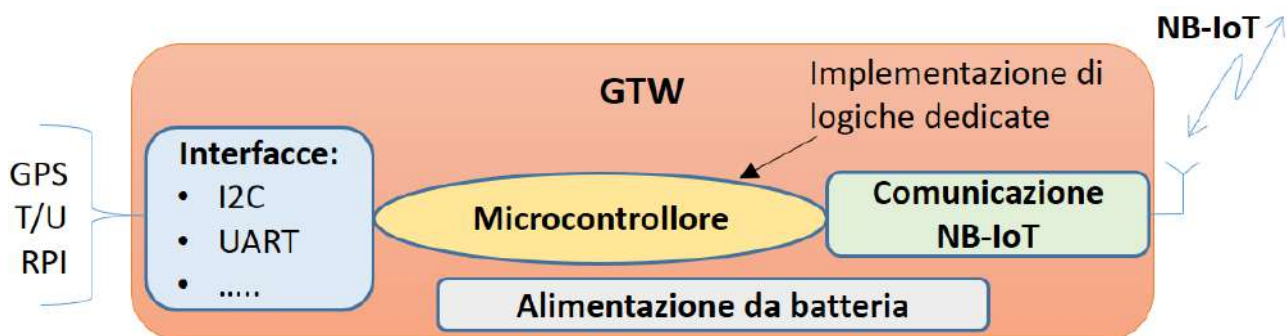 NB-IoT
GTW
Implementazione di
logiche dedicate
GPS
T/U
RPI
Interfacce:
• I2C
• UART
• .....
Microcontrollore
Comunicazione
NB-IoT
Alimentazione da batteria